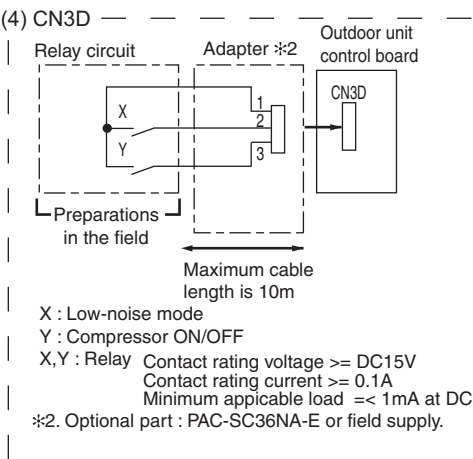 (4) CN3D
Relay circuit
Adapter ※2
Outdoor unit
control board
CN3D
X
Y
1
2
3
Preparations
in the field
Maximum cable
length is 10m
X : Low-noise mode
Y : Compressor ON/OFF
X,Y : Relay Contact rating voltage >= DC15V
Contact rating current >= 0.1A
Minimum appicable load =< 1mA at DC
※2. Optional part : PAC-SC36NA-E or field supply.